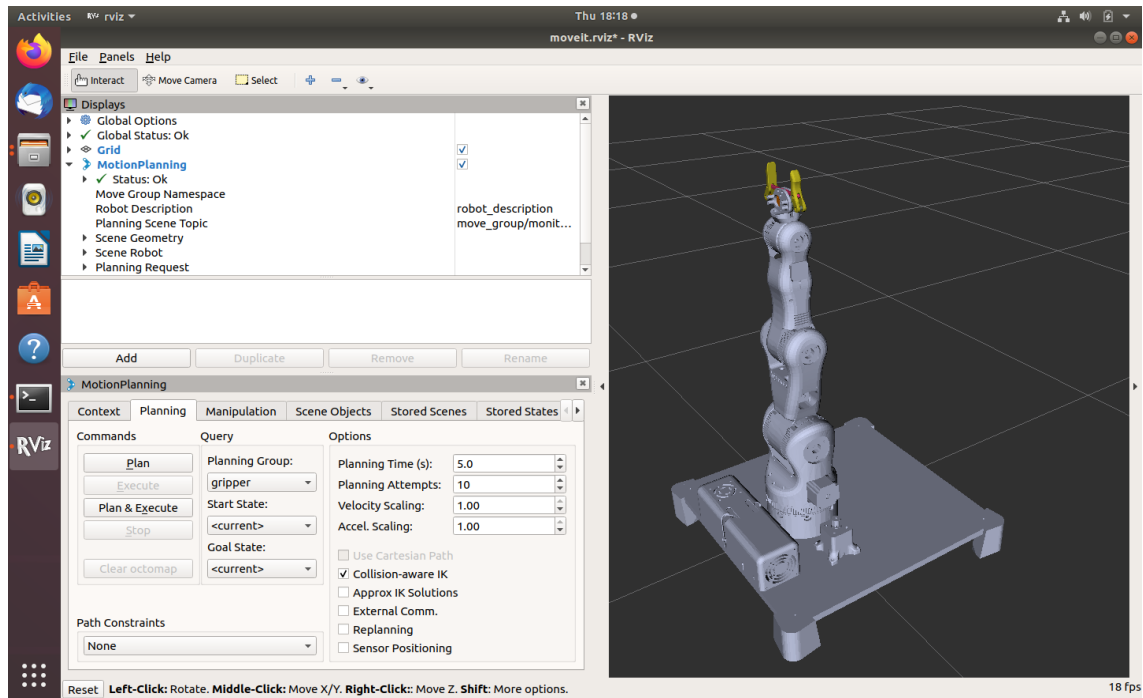 Activities RViz rviz Thu 18:18
moveit.rviz* - RViz
File Panels Help
Interact Move Camera Select
Displays
Global Options
Global Status: Ok
Grid
MotionPlanning
Status: Ok
Move Group Namespace
Robot Description robot_description
Planning Scene Topic move_group/monit...
Scene Geometry
Scene Robot
Planning Request
Add Duplicate Remove Rename
MotionPlanning
Context Planning Manipulation Scene Objects Stored Scenes Stored States
Commands Query Options
Plan Planning Group: Planning Time (s): 5.0
Execute gripper Planning Attempts: 10
Plan & Execute Start State: Velocity Scaling: 1.00
Stop <current> Accel. Scaling: 1.00
Goal State:
Use Cartesian Path
Clear octomap <current> Collision-aware IK
Approx IK Solutions
External Comm.
Path Constraints Replanning
None Sensor Positioning
RViz
Reset Left-Click: Rotate. Middle-Click: Move X/Y. Right-Click:: Move Z. Shift: More options. 18 fps